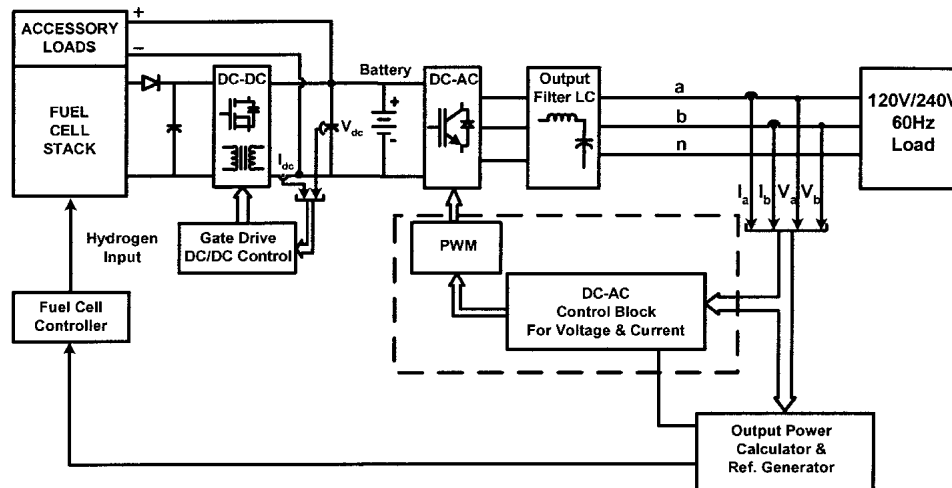 ACCESSORY
LOADS
+
−
FUEL
CELL
STACK
DC-DC
Battery
+
-
V_dc
I_dc
DC-AC
Output
Filter LC
a
b
n
120V/240V
60Hz
Load
I_a I_b V_a V_b
Gate Drive
DC/DC Control
Hydrogen
Input
Fuel Cell
Controller
PWM
DC-AC
Control Block
For Voltage & Current
Output Power
Calculator &
Ref. Generator